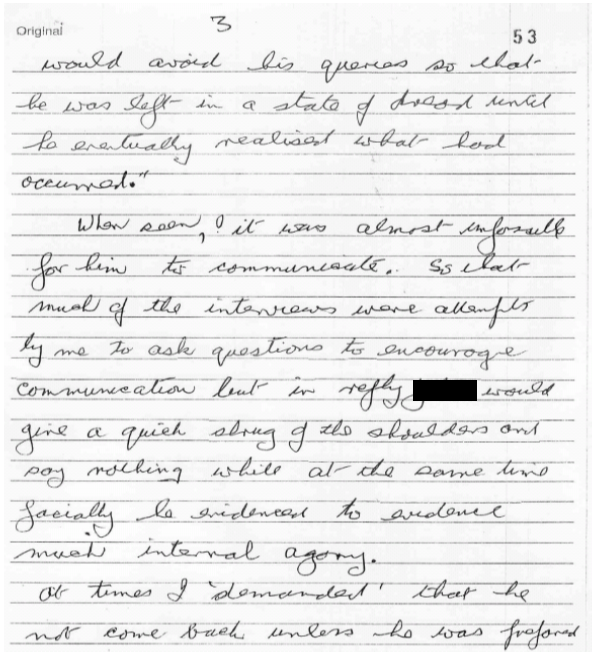 Original
3
53
would avoid his queries so that
he was left in a state of dread until
he eventually realised what had
occurred."
When seen, it was almost impossible
for him to communicate. So that
much of the interviews were attempts
by me to ask questions to encourage
communication but in reply would
give a quick shrug of the shoulders and
say nothing while at the same time
facially he evidenced to evidence
much internal agony.
At times I 'demanded' that he
not come back unless he was prepared